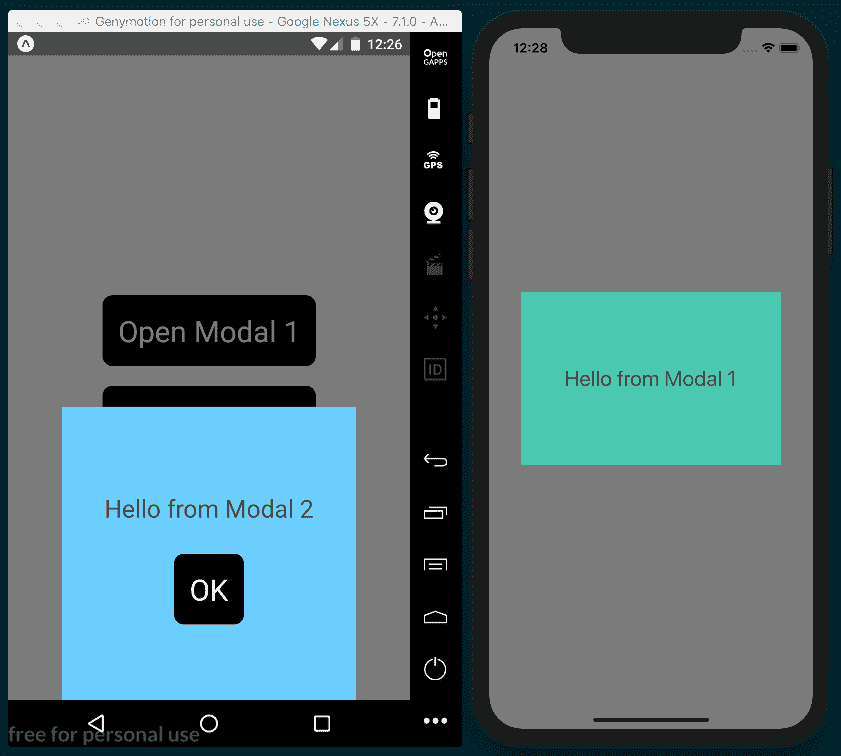 Genymotion for personal use - Google Nexus 5X - 7.1.0 - A...
12:26
Open
GAPPS
GPS
ID
Open Modal 1
Hello from Modal 2
OK
free for personal use
12:28
Hello from Modal 1